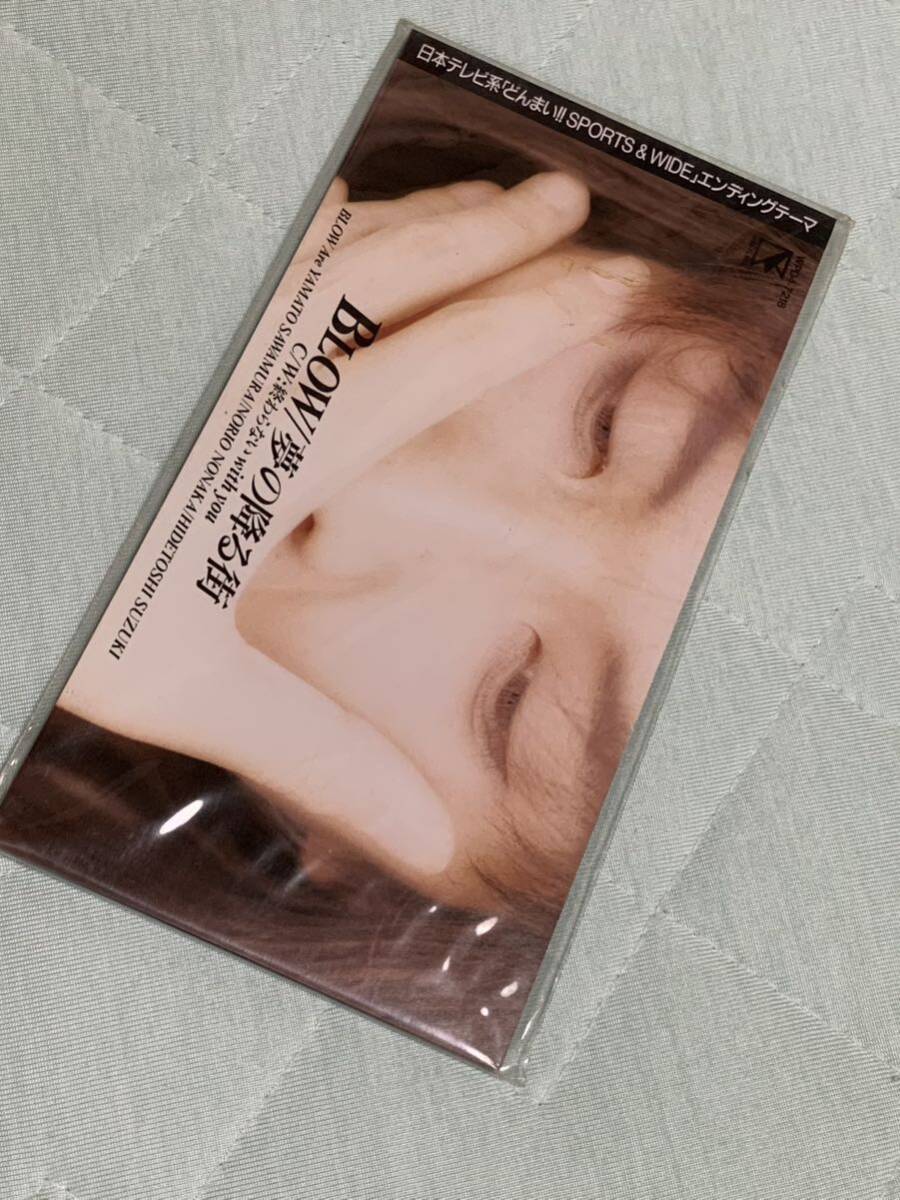 日本テレビ系「どんまい!! SPORTS & WIDE」エンディングテーマ
BLOW/夢の降る街
C/W:終わらない with you
BLOW Are YAMATO SAWAMURA/NORIO NONAKA/HIDETOSHI SUZUKI